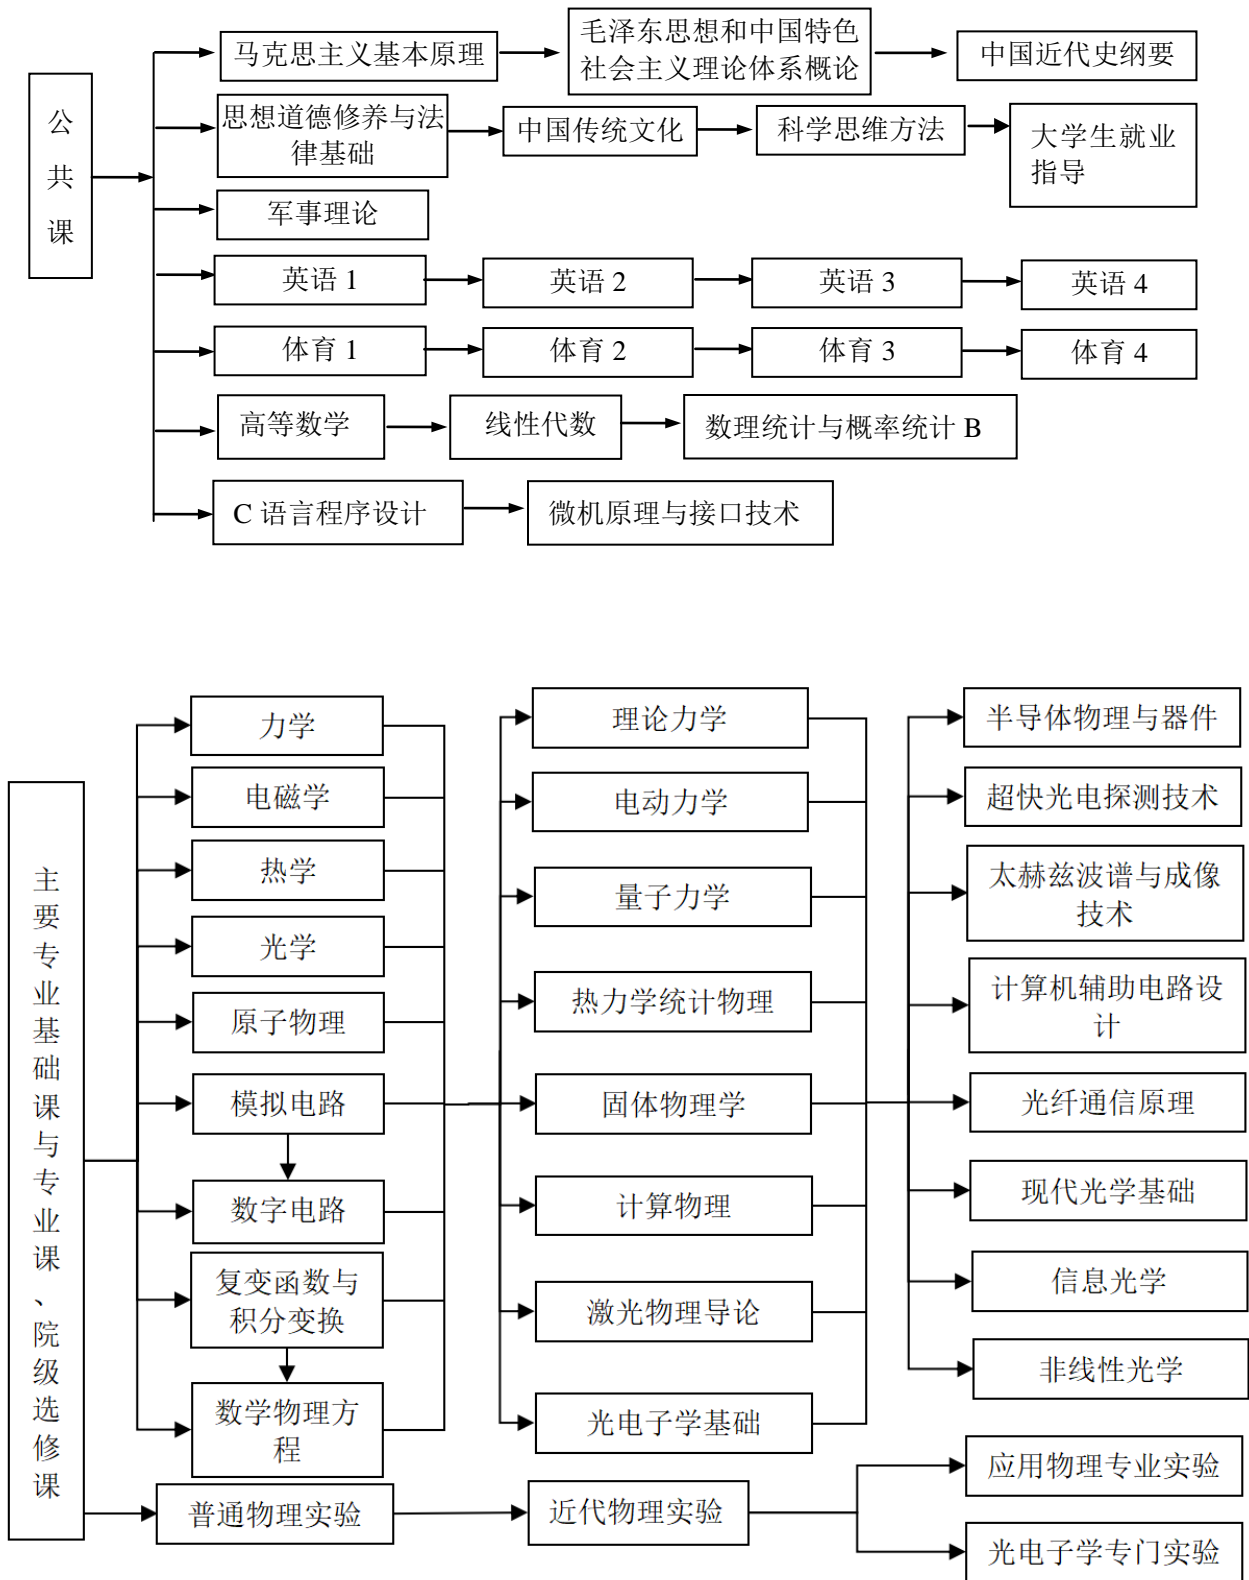 公
共
课
马克思主义基本原理
毛泽东思想和中国特色
社会主义理论体系概论
中国近代史纲要
思想道德修养与法
律基础
中国传统文化
科学思维方法
大学生就业
指导
军事理论
英语 1
英语 2
英语 3
英语 4
体育 1
体育 2
体育 3
体育 4
高等数学
线性代数
数理统计与概率统计 B
C 语言程序设计
微机原理与接口技术
主
要
专
业
基
础
课
与
专
业
课
、
院
级
选
修
课
力学
电磁学
热学
光学
原子物理
模拟电路
数字电路
复变函数与
积分变换
数学物理方
程
普通物理实验
理论力学
电动力学
量子力学
热力学统计物理
固体物理学
计算物理
激光物理导论
光电子学基础
近代物理实验
半导体物理与器件
超快光电探测技术
太赫兹波谱与成像
技术
计算机辅助电路设
计
光纤通信原理
现代光学基础
信息光学
非线性光学
应用物理专业实验
光电子学专门实验